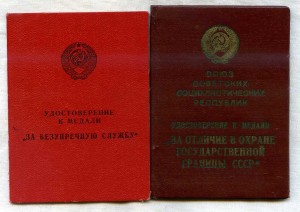 УДОСТОВЕРЕНИЕ
К МЕДАЛИ
„ЗА БЕЗУПРЕЧНУЮ СЛУЖБУ"
СОЮЗ
СОВЕТСКИХ
СОЦИАЛИСТИЧЕСКИХ
РЕСПУБЛИК
УДОСТОВЕРЕНИЕ К МЕДАЛИ
„ЗА ОТЛИЧИЕ В ОХРАНЕ
ГОСУДАРСТВЕННОЙ
ГРАНИЦЫ СССР"